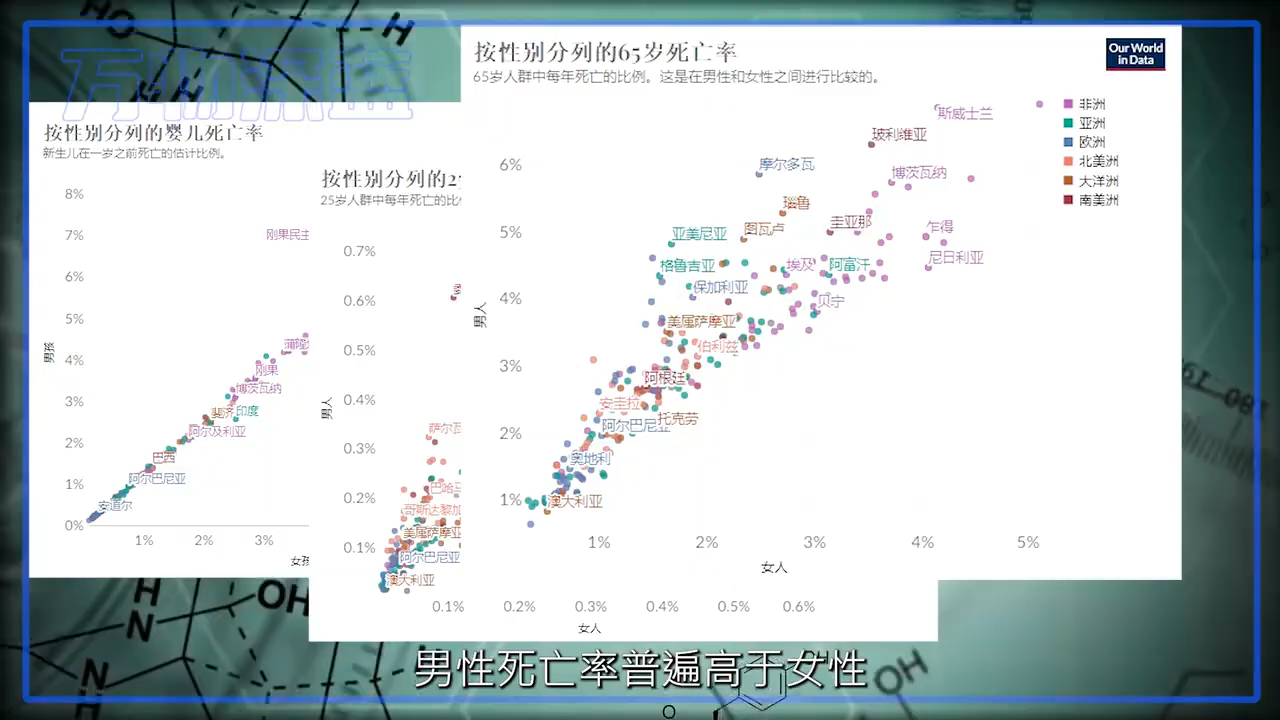 HO
H
H
万物深蓝
按性别分列的婴儿死亡率
新生儿在一岁之前死亡的估计比例。
8%
7%
6%
5%
4%
3%
2%
1%
0%
男孩
刚果民主
刚果
博茨瓦纳
斐济
印度
阿尔及利亚
巴西
阿尔巴尼亚
安道尔
1%
2%
3%
女孩
按性别分列的2
25岁人群中每年死亡的比
0.7%
0.6%
0.5%
0.4%
0.3%
0.2%
0.1%
男人
萨尔瓦
巴哈马
哥斯达黎加
美属萨摩亚
阿尔巴尼亚
澳大利亚
0.1%
0.2%
0.3%
0.4%
0.5%
0.6%
女人
按性别分列的65岁死亡率
65岁人群中每年死亡的比例。这是在男性和女性之间进行比较的。
Our World
in Data
非洲
亚洲
欧洲
北美洲
大洋洲
南美洲
6%
5%
4%
3%
2%
1%
男人
斯威士兰
玻利维亚
摩尔多瓦
博茨瓦纳
瑙鲁
图瓦卢
圭亚那
乍得
亚美尼亚
尼日利亚
格鲁吉亚
埃及
阿富汗
保加利亚
贝宁
美属萨摩亚
伯利兹
阿根廷
安圭拉
托克劳
阿尔巴尼亚
奥地利
澳大利亚
1%
2%
3%
4%
5%
女人
H
N
OH
N
H
OH
O
男性死亡率普遍高于女性